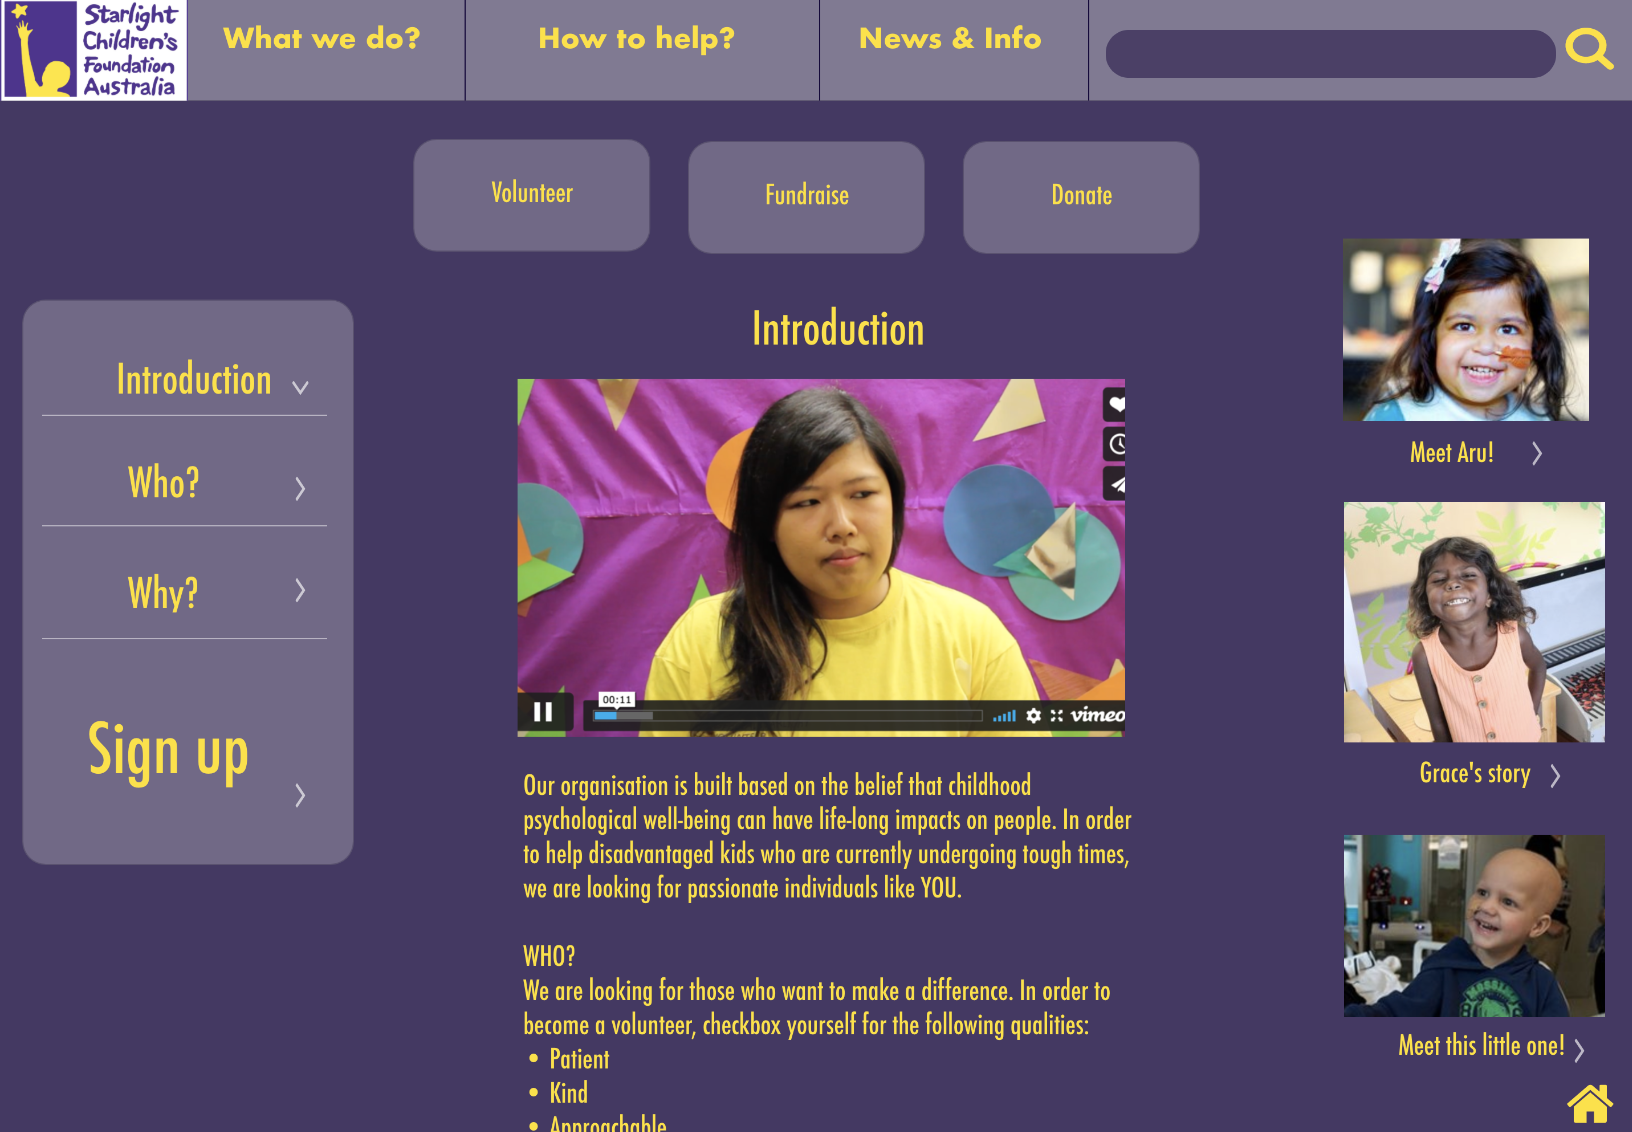 Starlight
Children's
Foundation
Australia
What we do?
How to help?
News & Info
Volunteer
Fundraise
Donate
Introduction
Who?
Why?
Sign up
Introduction
00:11
vimeo
Our organisation is built based on the belief that childhood
psychological well-being can have life-long impacts on people. In order
to help disadvantaged kids who are currently undergoing tough times,
we are looking for passionate individuals like YOU.
WHO?
We are looking for those who want to make a difference. In order to
become a volunteer, checkbox yourself for the following qualities:
• Patient
• Kind
• Approachable
Meet Aru!
Grace's story
Meet this little one!